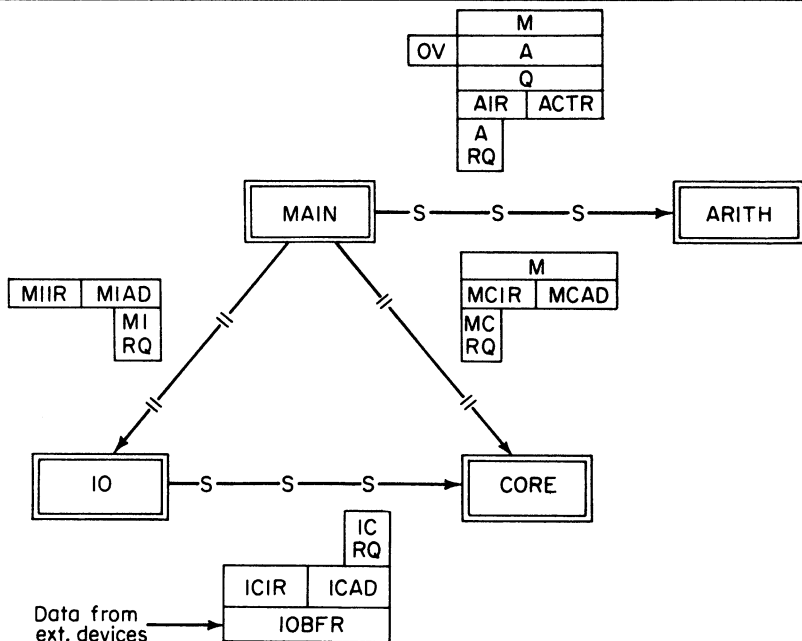 M
OV A
Q
AIR ACTR
A
RQ
MAIN S S S ARITH
M
MIIR MIAD MCIR MCAD
MI
RQ
MC
RQ
IO S S S CORE
IC
RQ
ICIR ICAD
IOBFR
Data from
ext. devices